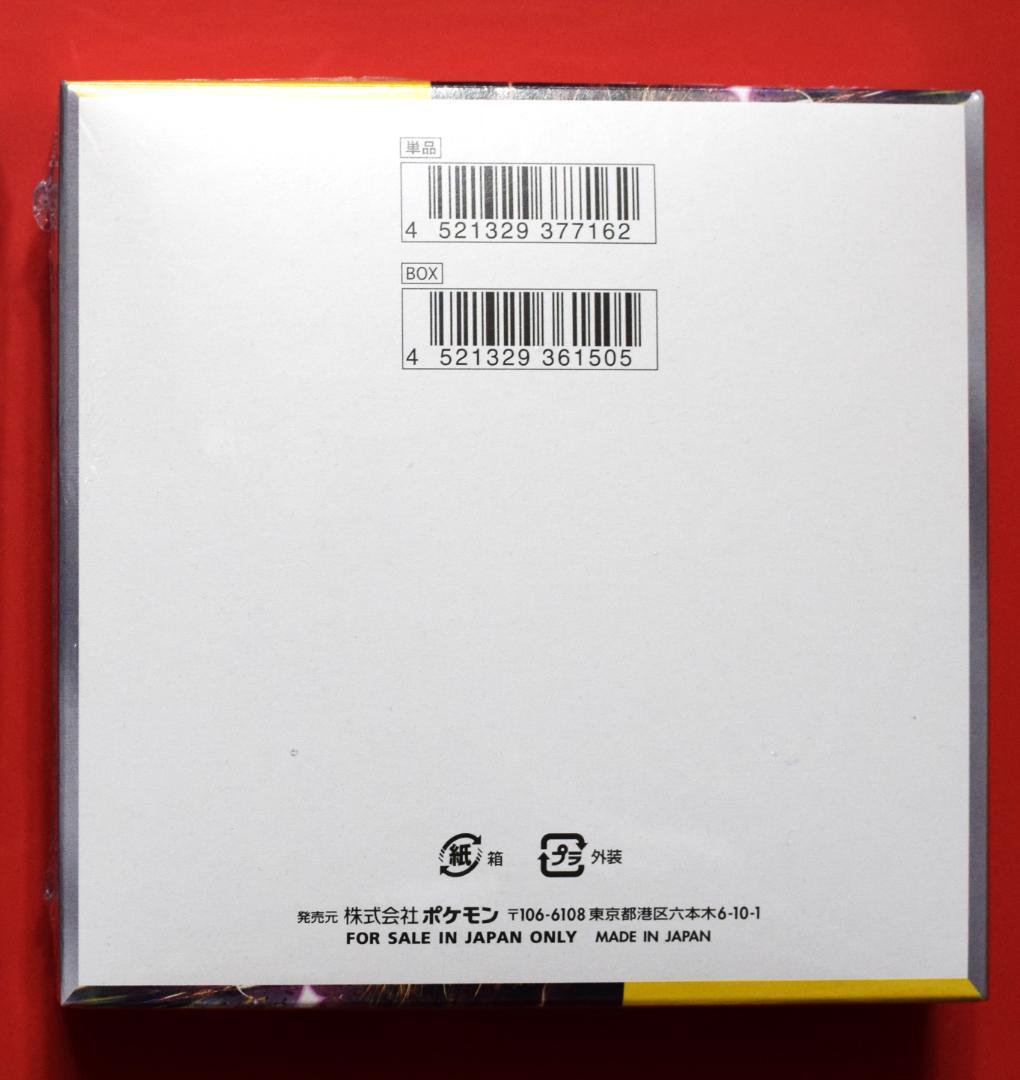 単品
4 521329 377162
BOX
4 521329 361505
紙 箱 プラ 外装
発売元 株式会社ポケモン 〒106-6108 東京都港区六本木6-10-1
FOR SALE IN JAPAN ONLY MADE IN JAPAN